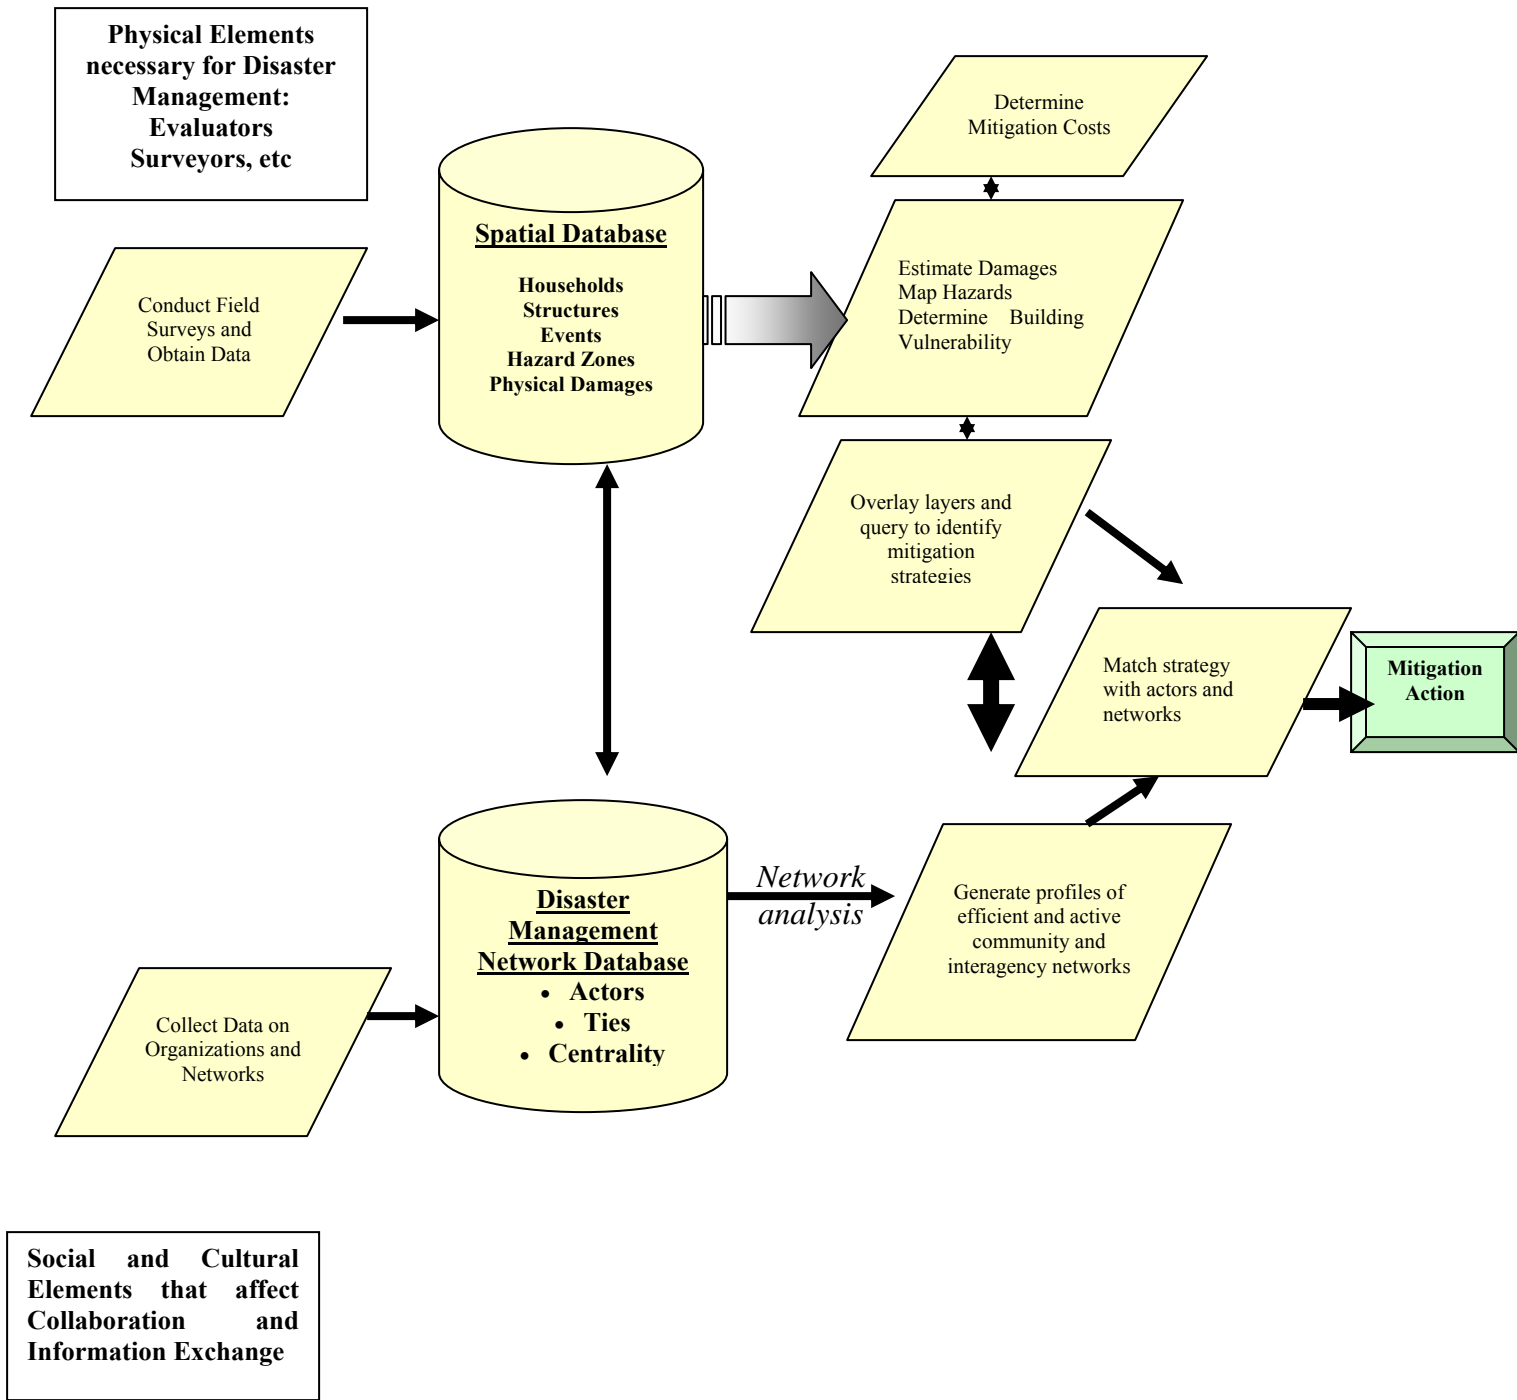 Physical Elements
necessary for Disaster
Management:
Evaluators
Surveyors, etc
Determine
Mitigation Costs
Spatial Database
Households
Structures
Events
Hazard Zones
Physical Damages
Conduct Field
Surveys and
Obtain Data
Estimate Damages
Map Hazards
Determine Building
Vulnerability
Overlay layers and
query to identify
mitigation
strategies
Match strategy
with actors and
networks
Mitigation
Action
Disaster
Management
Network Database
• Actors
• Ties
• Centrality
Network
analysis
Generate profiles of
efficient and active
community and
interagency networks
Collect Data on
Organizations and
Networks
Social and Cultural
Elements that affect
Collaboration and
Information Exchange